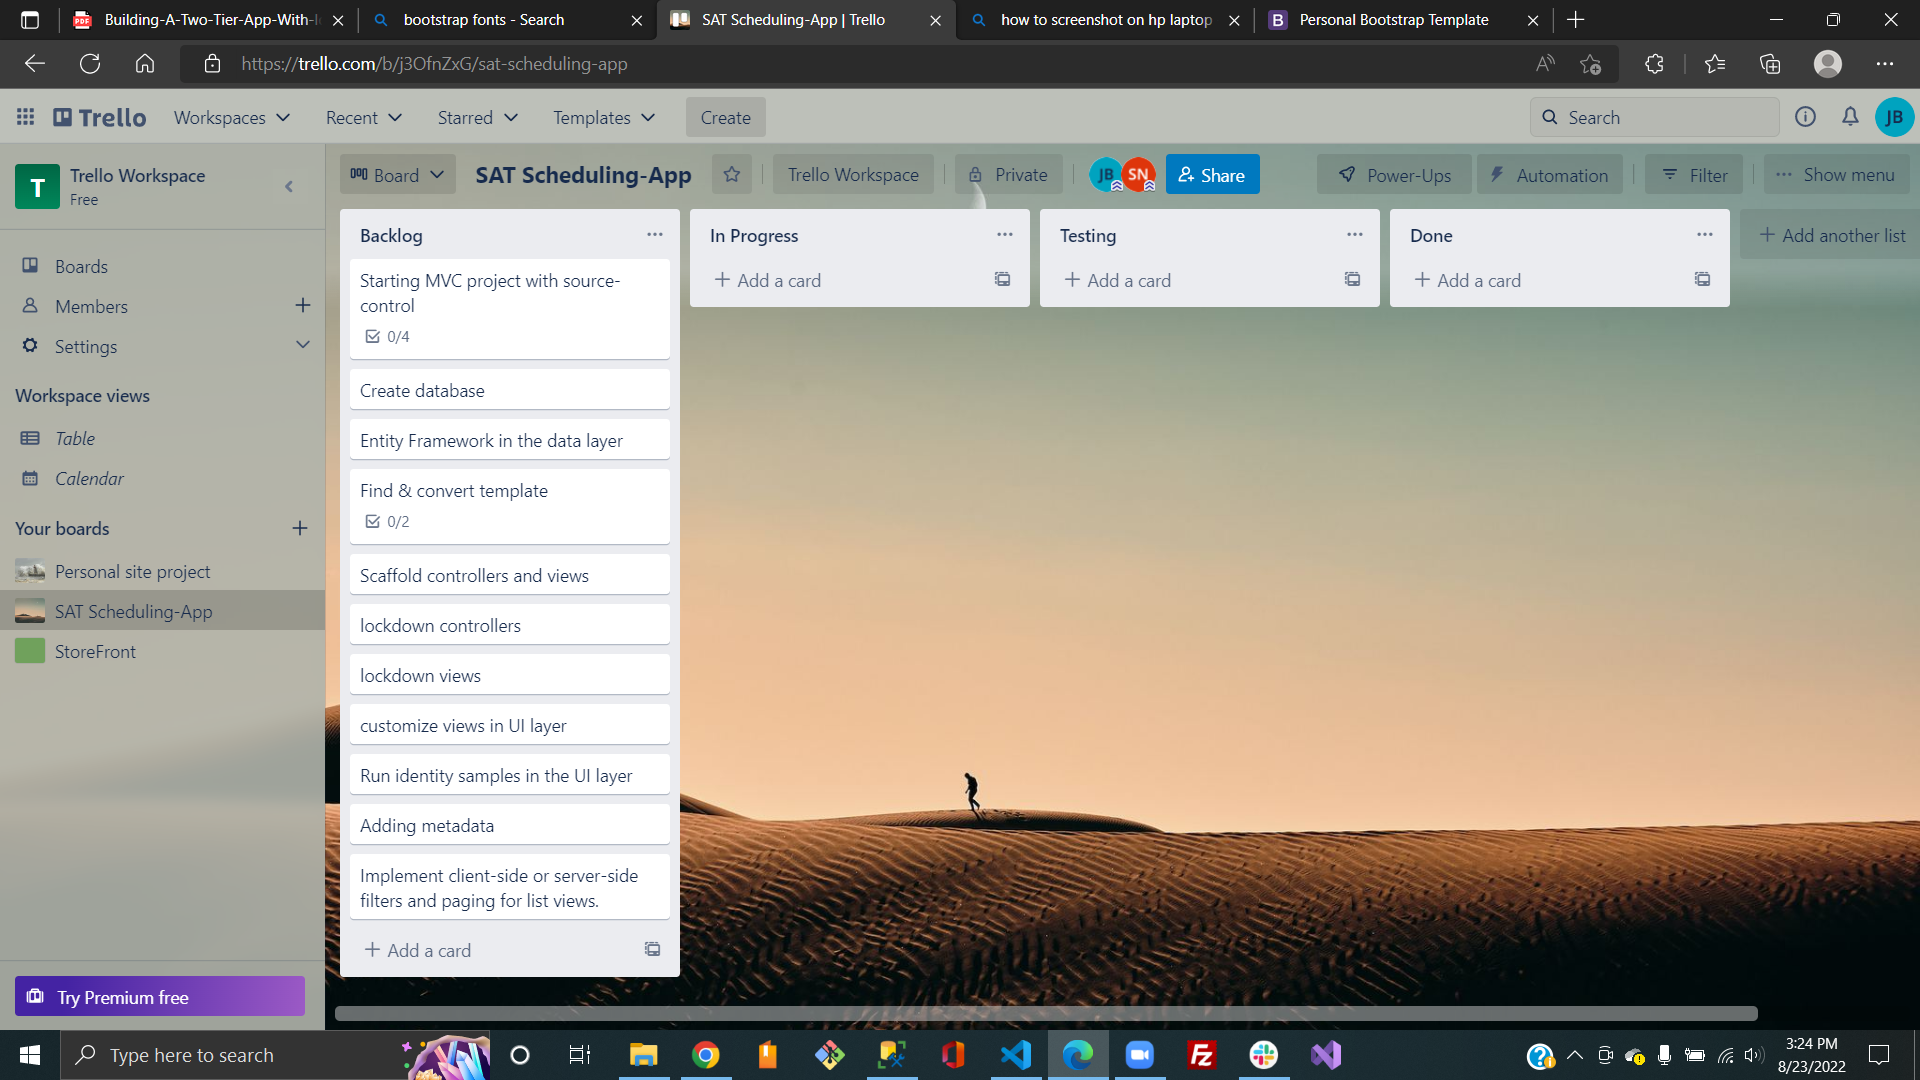 Building-A-Two-Tier-App-With-I
bootstrap fonts - Search
SAT Scheduling-App | Trello
how to screenshot on hp laptop
Personal Bootstrap Template
https://trello.com/b/j3OfnZxG/sat-scheduling-app
Trello
Workspaces
Recent
Starred
Templates
Create
Search
JB
T
Trello Workspace
Free
Board
SAT Scheduling-App
Trello Workspace
Private
JB
SN
Share
Power-Ups
Automation
Filter
Show menu
Boards
Members
Settings
Workspace views
Table
Calendar
Your boards
Personal site project
SAT Scheduling-App
StoreFront
Try Premium free
Backlog
Starting MVC project with source-
control
0/4
Create database
Entity Framework in the data layer
Find & convert template
0/2
Scaffold controllers and views
lockdown controllers
lockdown views
customize views in UI layer
Run identity samples in the UI layer
Adding metadata
Implement client-side or server-side
filters and paging for list views.
+ Add a card
In Progress
+ Add a card
Testing
+ Add a card
Done
+ Add a card
+ Add another list
Type here to search
3:24 PM
8/23/2022